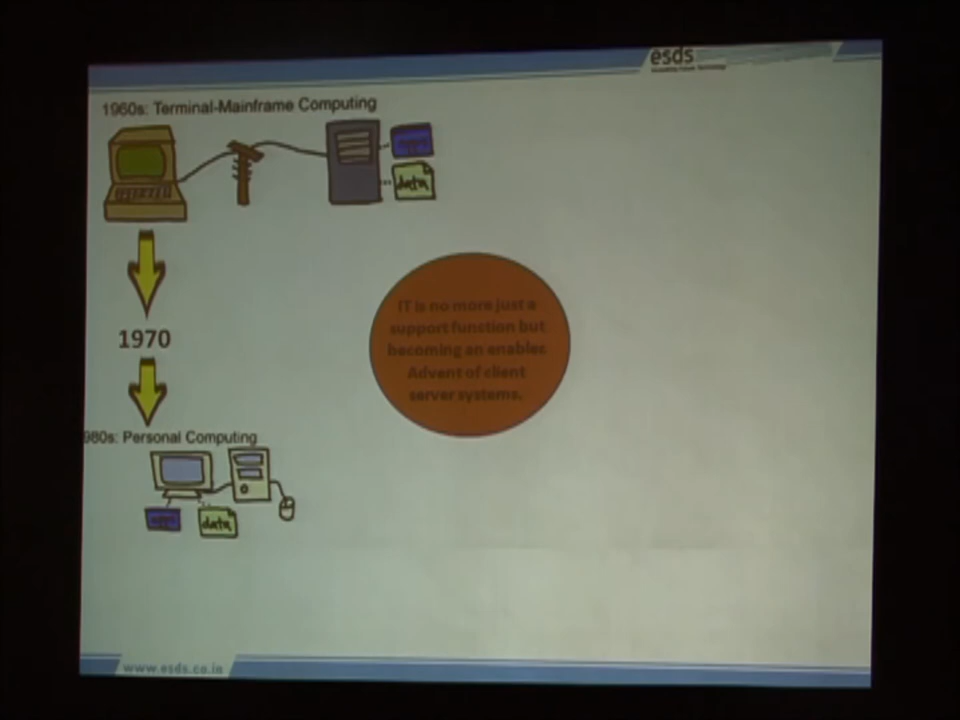 esds
1960s: Terminal-Mainframe Computing
data
1970
IT is no more just a
support function but
becoming an enabler.
Advent of client
server systems.
980s: Personal Computing
data
www.esds.co.in